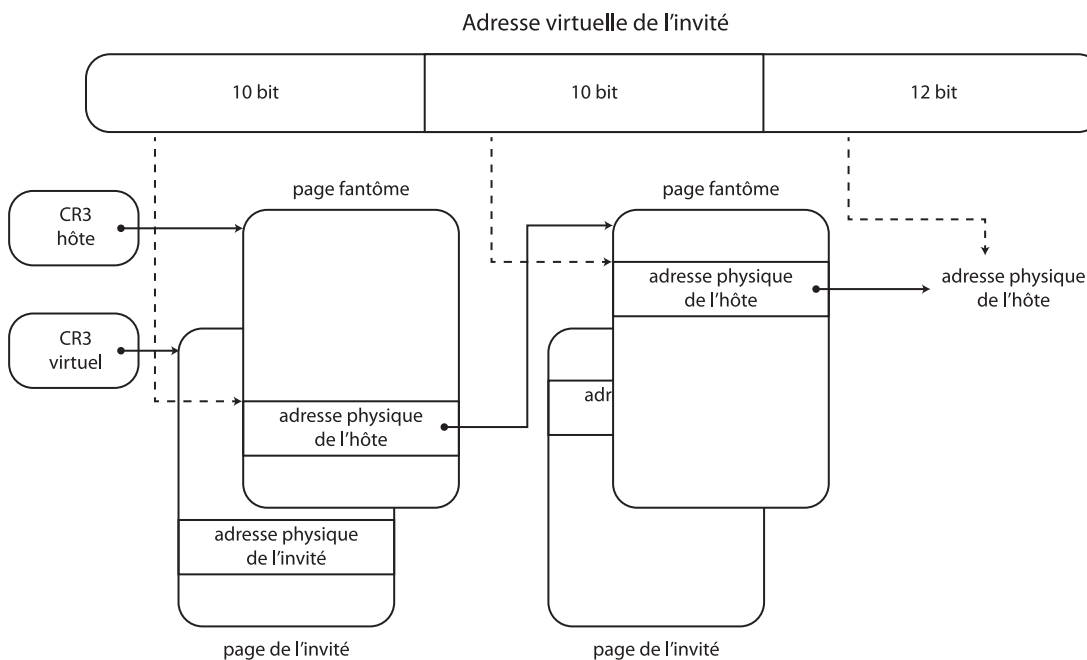 Adresse virtuelle de l'invité
10 bit
10 bit
12 bit
page fantôme
page fantôme
CR3
hôte
adresse physique
de l'hôte
adresse physique
de l'hôte
CR3
virtuel
adresse physique
de l'hôte
adr
adresse physique
de l'invité
page de l'invité
page de l'invité